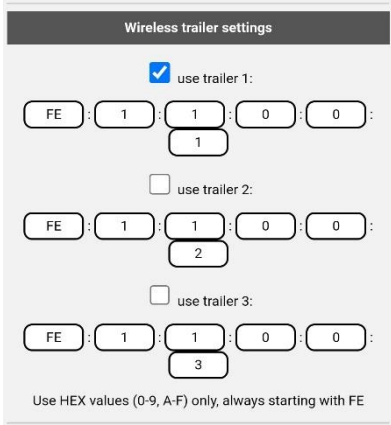 Wireless trailer settings
use trailer 1:
FE : 1 : 1 : 0 : 0 :
1
use trailer 2:
FE : 1 : 1 : 0 : 0 :
2
use trailer 3:
FE : 1 : 1 : 0 : 0 :
3
Use HEX values (0-9, A-F) only, always starting with FE